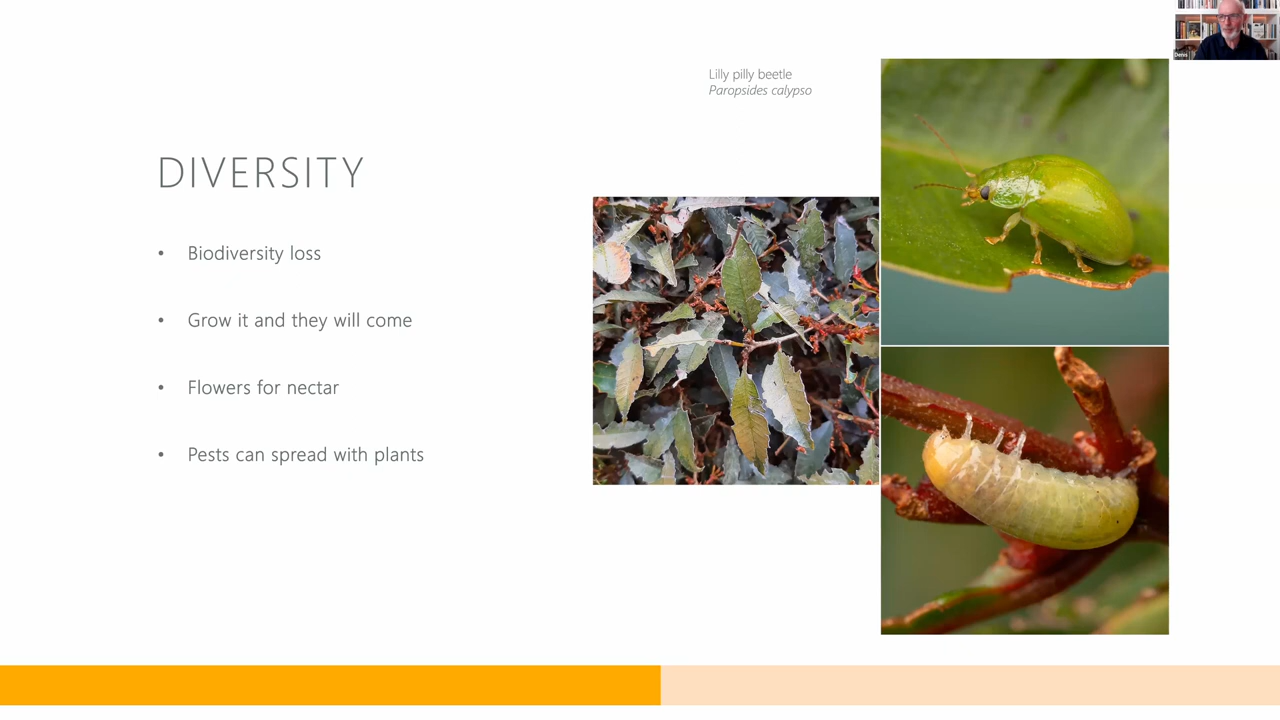 Lilly pilly beetle
Paropsides calypso
DIVERSITY
• Biodiversity loss
• Grow it and they will come
• Flowers for nectar
• Pests can spread with plants